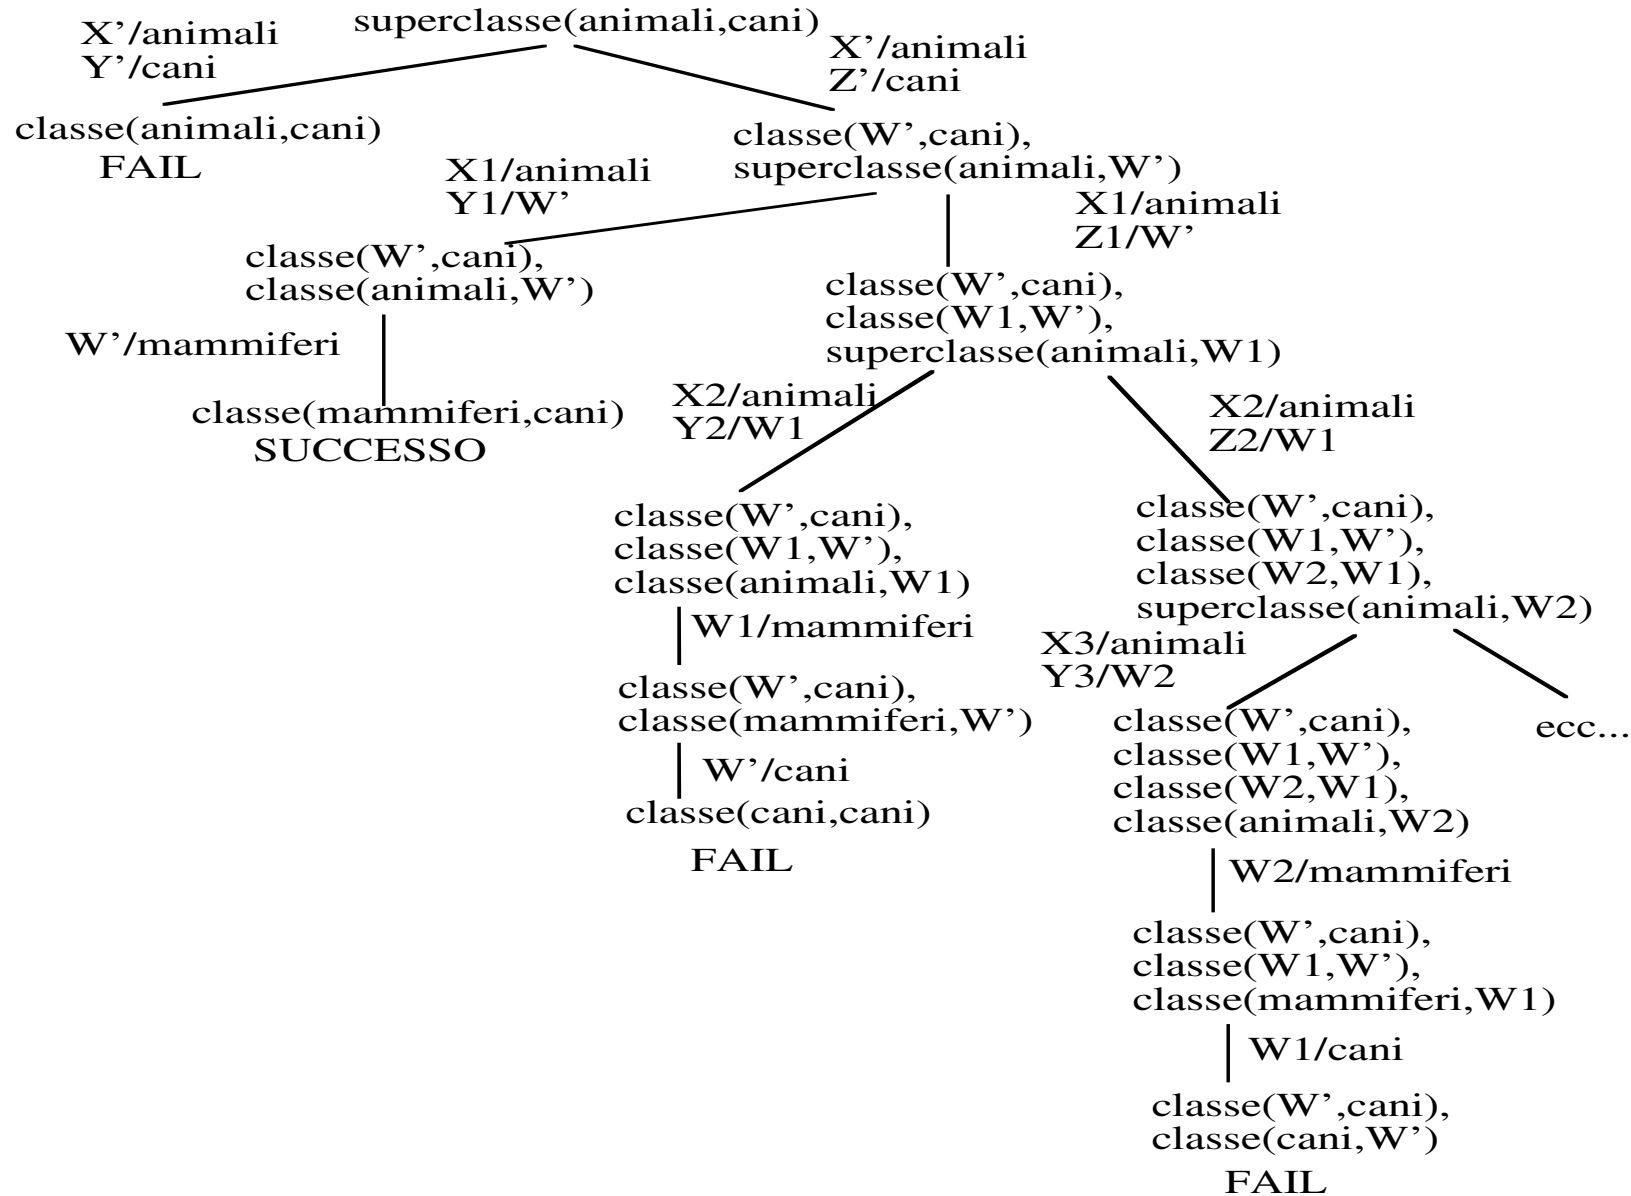 superclasse(animali,cani)
X’/animali
Y’/cani
X’/animali
Z’/cani
classe(animali,cani)
FAIL
classe(W’,cani),
superclasse(animali,W’)
X1/animali
Y1/W’
X1/animali
Z1/W’
classe(W’,cani),
classe(animali,W’)
W’/mammiferi
classe(mammiferi,cani)
SUCCESSO
classe(W’,cani),
classe(W1,W’),
superclasse(animali,W1)
X2/animali
Y2/W1
X2/animali
Z2/W1
classe(W’,cani),
classe(W1,W’),
classe(animali,W1)
W1/mammiferi
classe(W’,cani),
classe(mammiferi,W’)
W’/cani
classe(cani,cani)
FAIL
classe(W’,cani),
classe(W1,W’),
classe(W2,W1),
superclasse(animali,W2)
X3/animali
Y3/W2
ecc...
classe(W’,cani),
classe(W1,W’),
classe(W2,W1),
classe(animali,W2)
W2/mammiferi
classe(W’,cani),
classe(W1,W’),
classe(mammiferi,W1)
W1/cani
classe(W’,cani),
classe(cani,W’)
FAIL